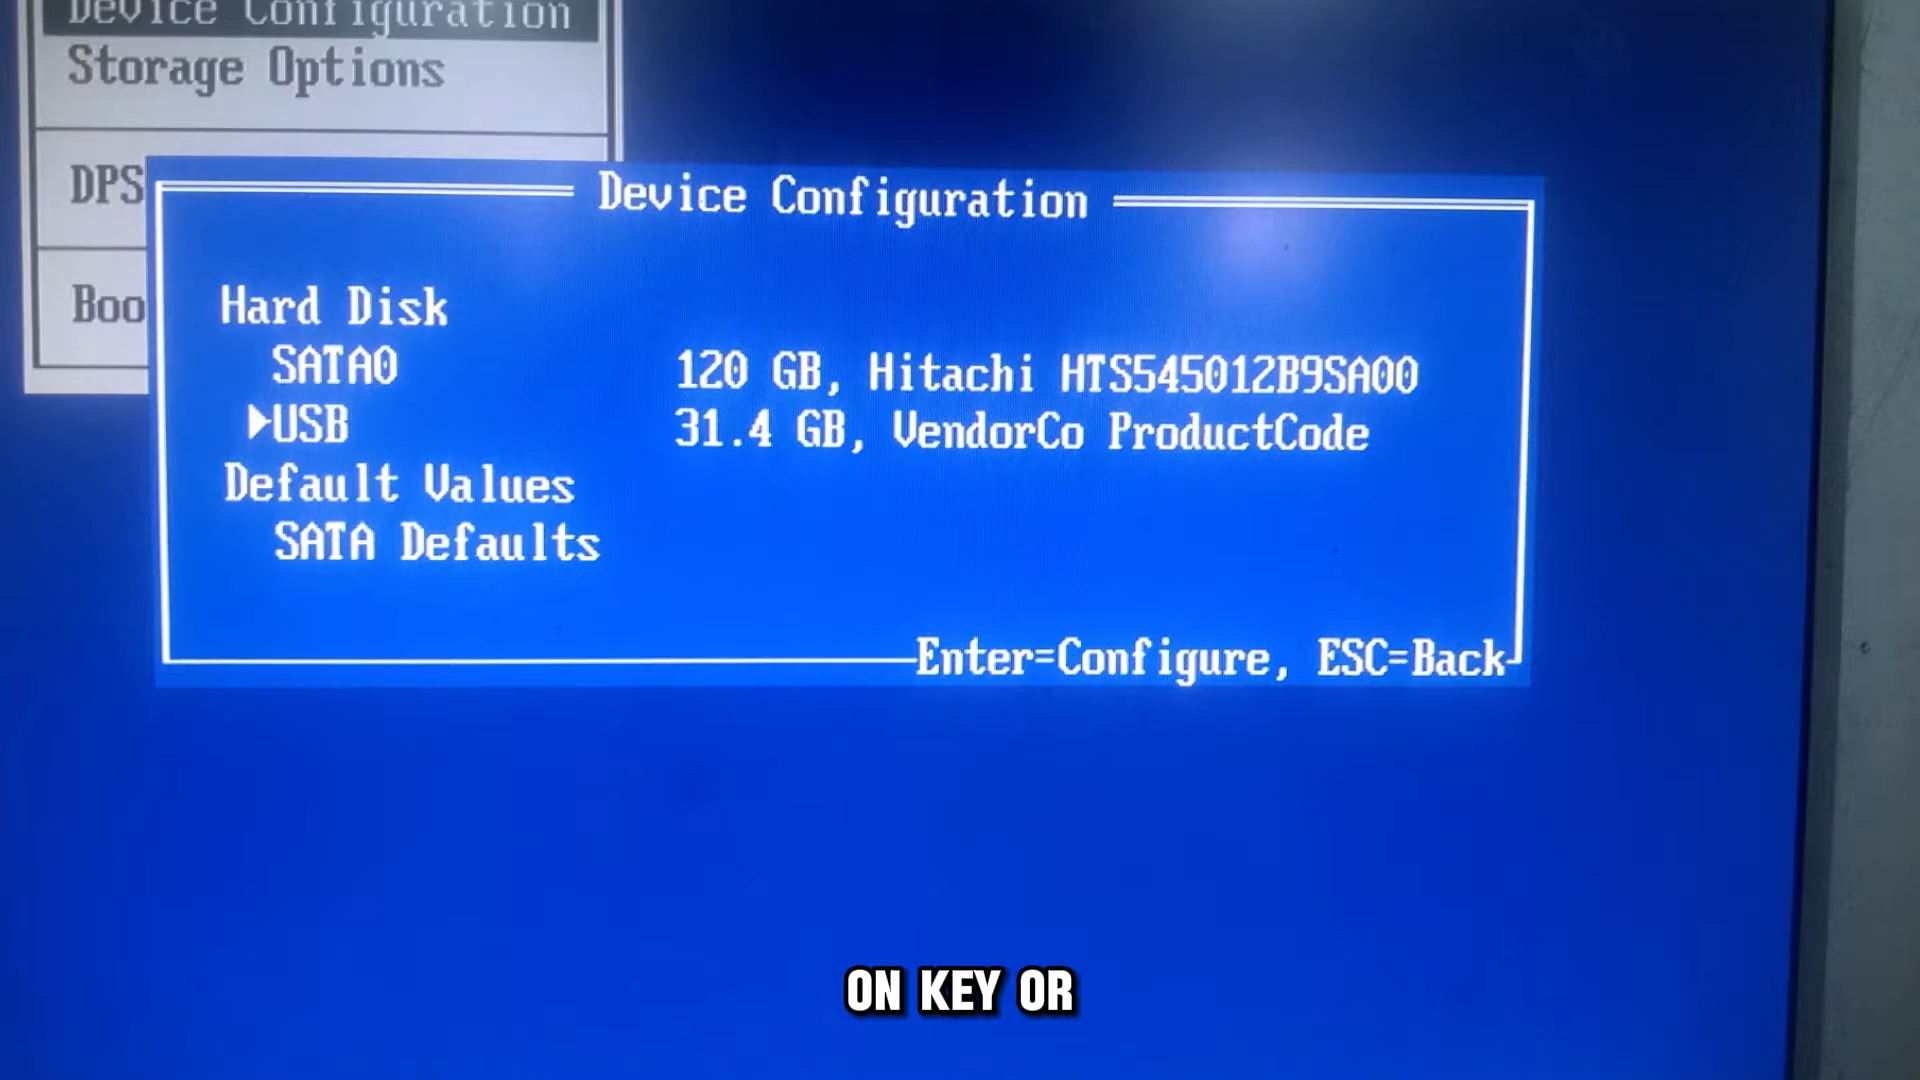 Device Configuration
Storage Options
DPS
Boo
Device Configuration
Hard Disk
SATA0 120 GB, Hitachi HTS545012B9SA00
USB 31.4 GB, VendorCo ProductCode
Default Values
SATA Defaults
Enter=Configure, ESC=Back
ON KEY OR